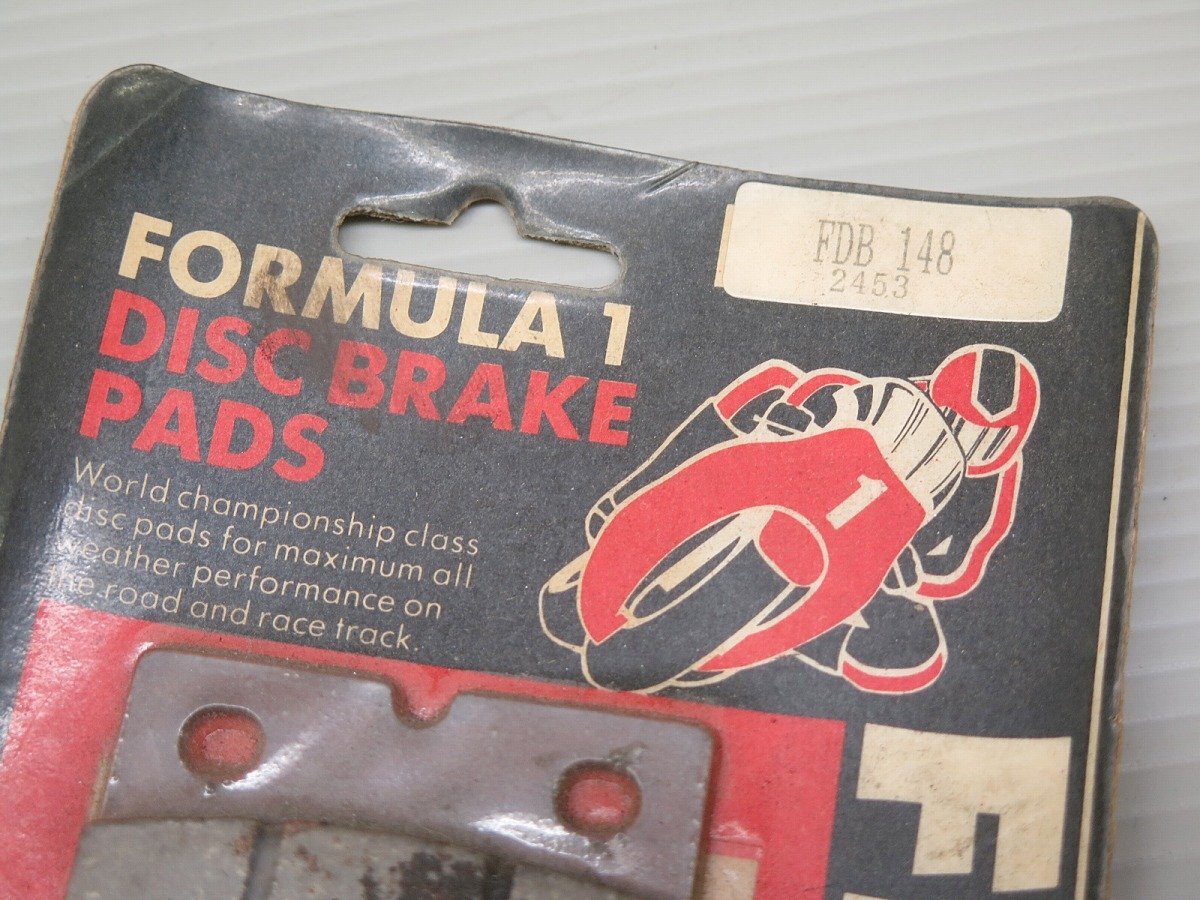 FORMULA 1
DISC BRAKE
PADS
World championship class
disc pads for maximum all
weather performance on
the road and race track.
FDB 148
2453
1
1
F